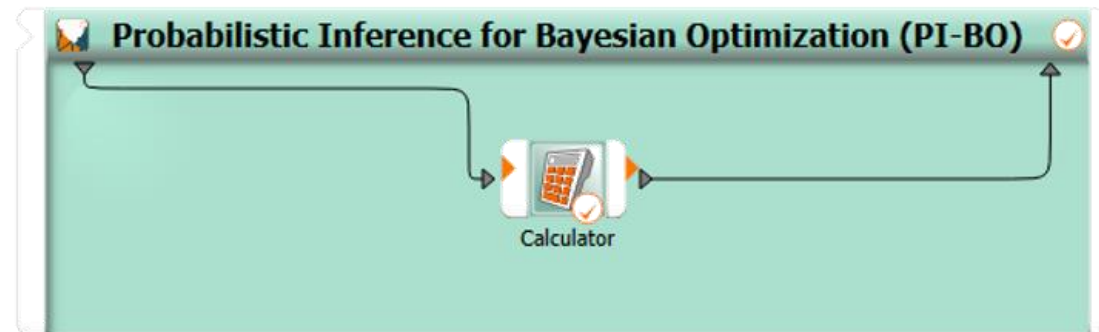 Probabilistic Inference for Bayesian Optimization (PI-BO)
Calculator